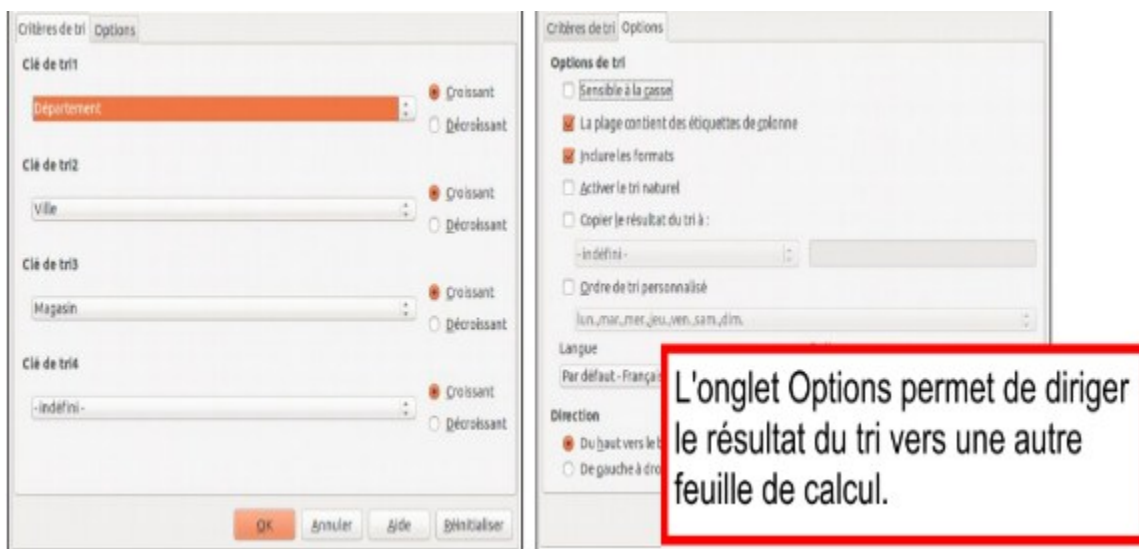 Critères de tri Options
Clé de tri1
Département
Croissant
Décroissant
Clé de tri2
Ville
Croissant
Décroissant
Clé de tri3
Magasin
Croissant
Décroissant
Clé de tri4
- indéfini -
Croissant
Décroissant
OK Annuler Aide Réinitialiser
Critères de tri Options
Options de tri
Sensible à la casse
La plage contient des étiquettes de colonne
Inclure les formats
Activer le tri naturel
Copier le résultat du tri à :
- indéfini -
Ordre de tri personnalisé
lun.,mar.,mer.,jeu.,ven.,sam.,dim.
Langue
Par défaut - Français
Direction
Du haut vers le
De gauche à
L'onglet Options permet de diriger
le résultat du tri vers une autre
feuille de calcul.